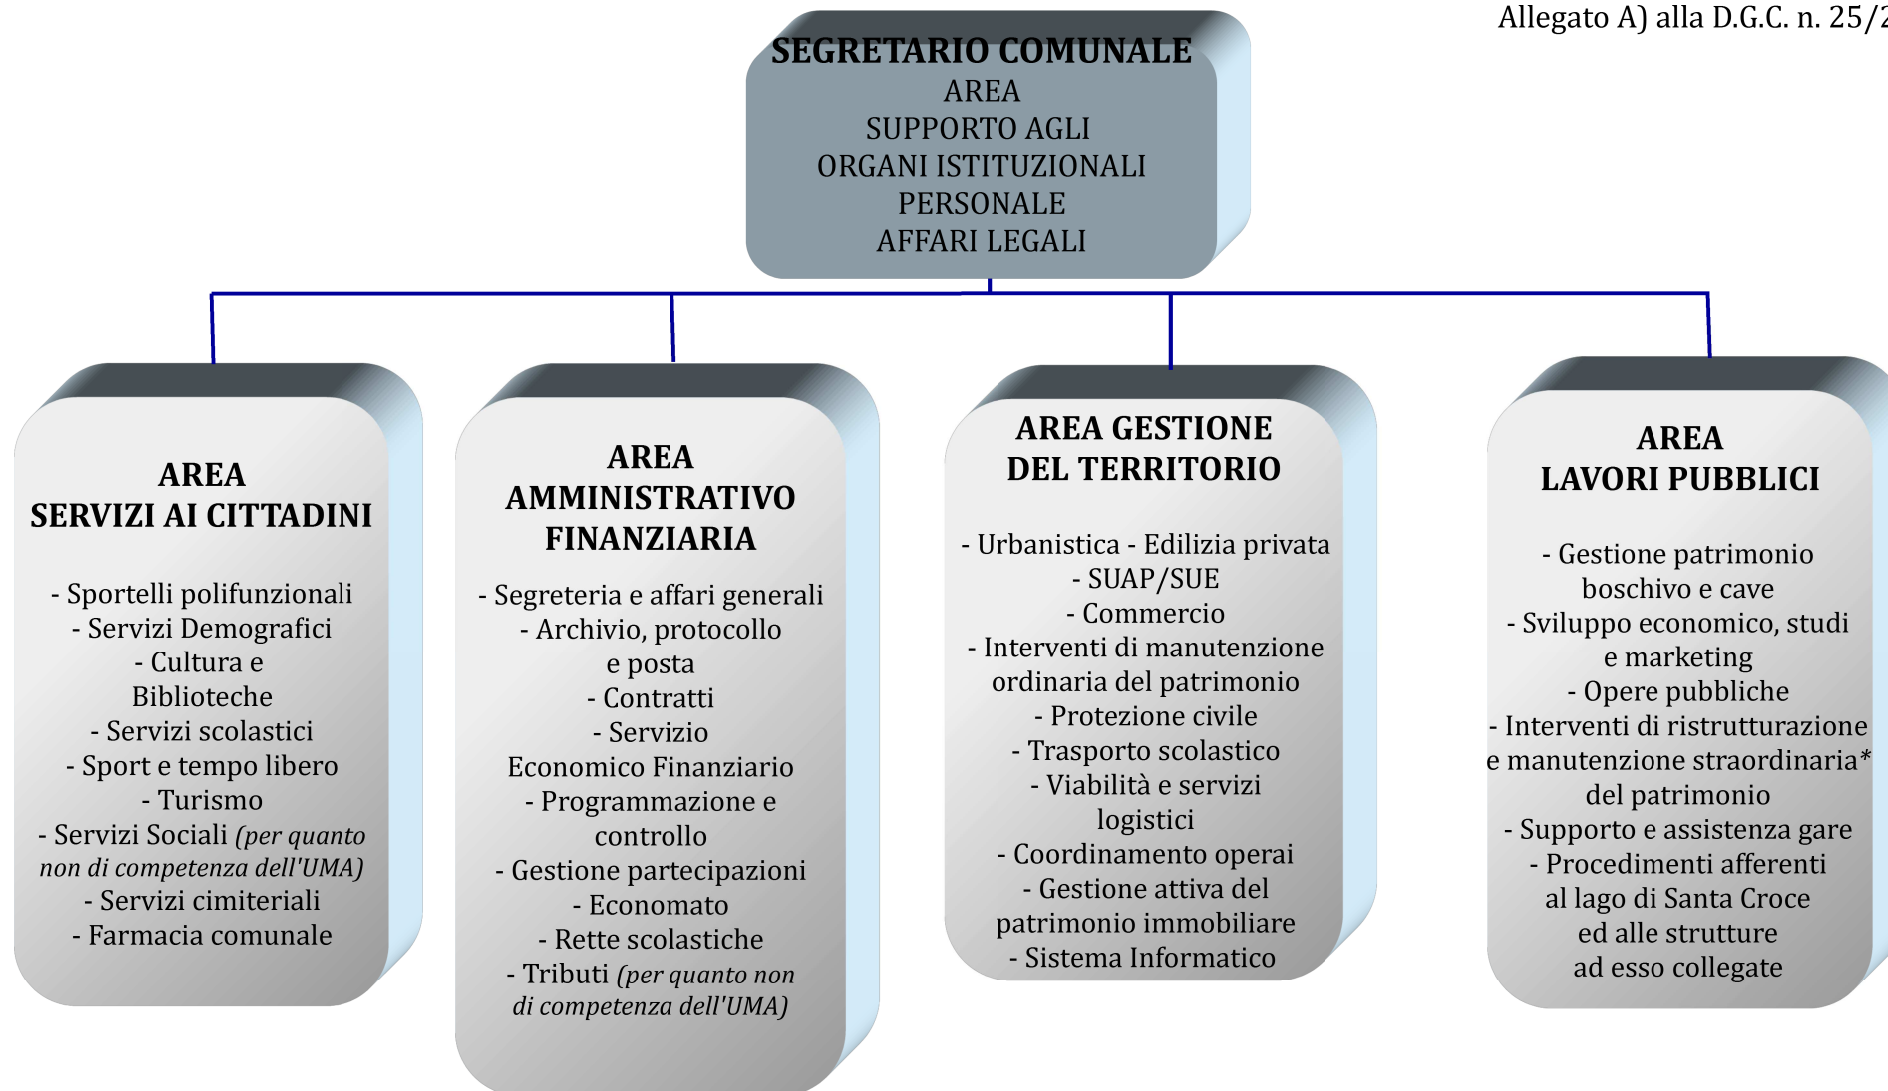 Allegato A) alla D.G.C. n. 25/2
SEGRETARIO COMUNALE
AREA
SUPPORTO AGLI
ORGANI ISTITUZIONALI
PERSONALE
AFFARI LEGALI
AREA
SERVIZI AI CITTADINI
- Sportelli polifunzionali
- Servizi Demografici
- Cultura e
Biblioteche
- Servizi scolastici
- Sport e tempo libero
- Turismo
- Servizi Sociali (per quanto
non di competenza dell'UMA)
- Servizi cimiteriali
- Farmacia comunale
AREA
AMMINISTRATIVO
FINANZIARIA
- Segreteria e affari generali
- Archivio, protocollo
e posta
- Contratti
- Servizio
Economico Finanziario
- Programmazione e
controllo
- Gestione partecipazioni
- Economato
- Rette scolastiche
- Tributi (per quanto non
di competenza dell'UMA)
AREA GESTIONE
DEL TERRITORIO
- Urbanistica - Edilizia privata
- SUAP/SUE
- Commercio
- Interventi di manutenzione
ordinaria del patrimonio
- Protezione civile
- Trasporto scolastico
- Viabilità e servizi
logistici
- Coordinamento operai
- Gestione attiva del
patrimonio immobiliare
- Sistema Informatico
AREA
LAVORI PUBBLICI
- Gestione patrimonio
boschivo e cave
- Sviluppo economico, studi
e marketing
- Opere pubbliche
- Interventi di ristrutturazione
e manutenzione straordinaria*
del patrimonio
- Supporto e assistenza gare
- Procedimenti afferenti
al lago di Santa Croce
ed alle strutture
ad esso collegate